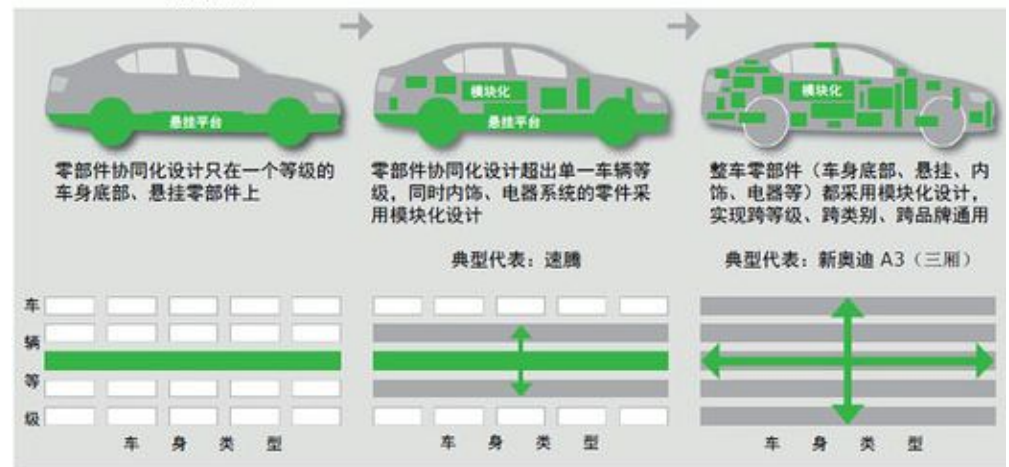 模块化
模块化
悬挂平台
悬挂平台
零部件协同化设计只在一个等级的
车身底部、悬挂零部件上
零部件协同化设计超出单一车辆等
级，同时内饰、电器系统的零件采
用模块化设计
典型代表：速腾
整车零部件（车身底部、悬挂、内
饰、电器等）都采用模块化设计，
实现跨等级、跨类别、跨品牌通用
典型代表：新奥迪 A3（三厢）
车
辆
等
级
车 身 类 型
车 身 类 型
车 身 类 型